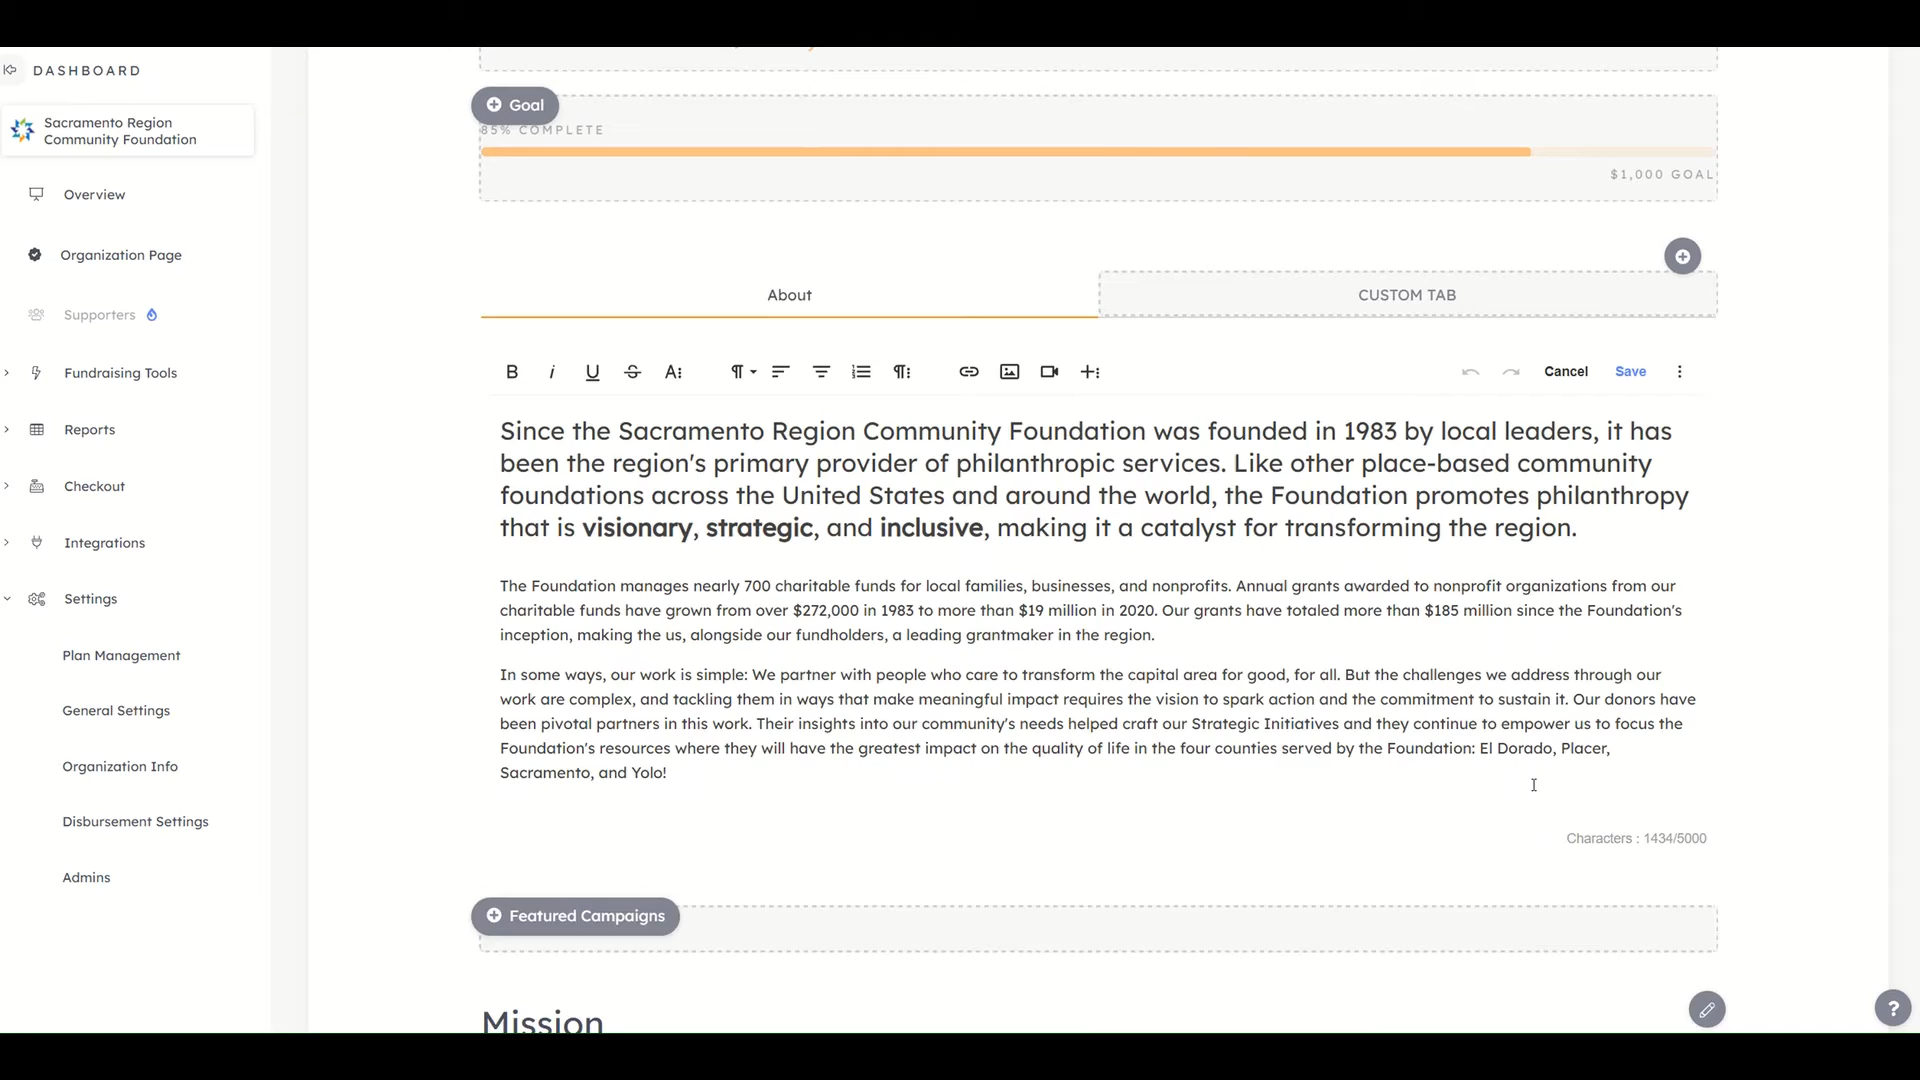 DASHBOARD
Sacramento Region
Community Foundation
Overview
Organization Page
Supporters
Fundraising Tools
Reports
Checkout
Integrations
Settings
Plan Management
General Settings
Organization Info
Disbursement Settings
Admins
Goal
85% COMPLETE
$1,000 GOAL
About
CUSTOM TAB
Cancel
Save
Since the Sacramento Region Community Foundation was founded in 1983 by local leaders, it has
been the region's primary provider of philanthropic services. Like other place-based community
foundations across the United States and around the world, the Foundation promotes philanthropy
that is visionary, strategic, and inclusive, making it a catalyst for transforming the region.
The Foundation manages nearly 700 charitable funds for local families, businesses, and nonprofits. Annual grants awarded to nonprofit organizations from our
charitable funds have grown from over $272,000 in 1983 to more than $19 million in 2020. Our grants have totaled more than $185 million since the Foundation's
inception, making the us, alongside our fundholders, a leading grantmaker in the region.
In some ways, our work is simple: We partner with people who care to transform the capital area for good, for all. But the challenges we address through our
work are complex, and tackling them in ways that make meaningful impact requires the vision to spark action and the commitment to sustain it. Our donors have
been pivotal partners in this work. Their insights into our community's needs helped craft our Strategic Initiatives and they continue to empower us to focus the
Foundation's resources where they will have the greatest impact on the quality of life in the four counties served by the Foundation: El Dorado, Placer,
Sacramento, and Yolo!
Characters : 1434/5000
Featured Campaigns
Mission